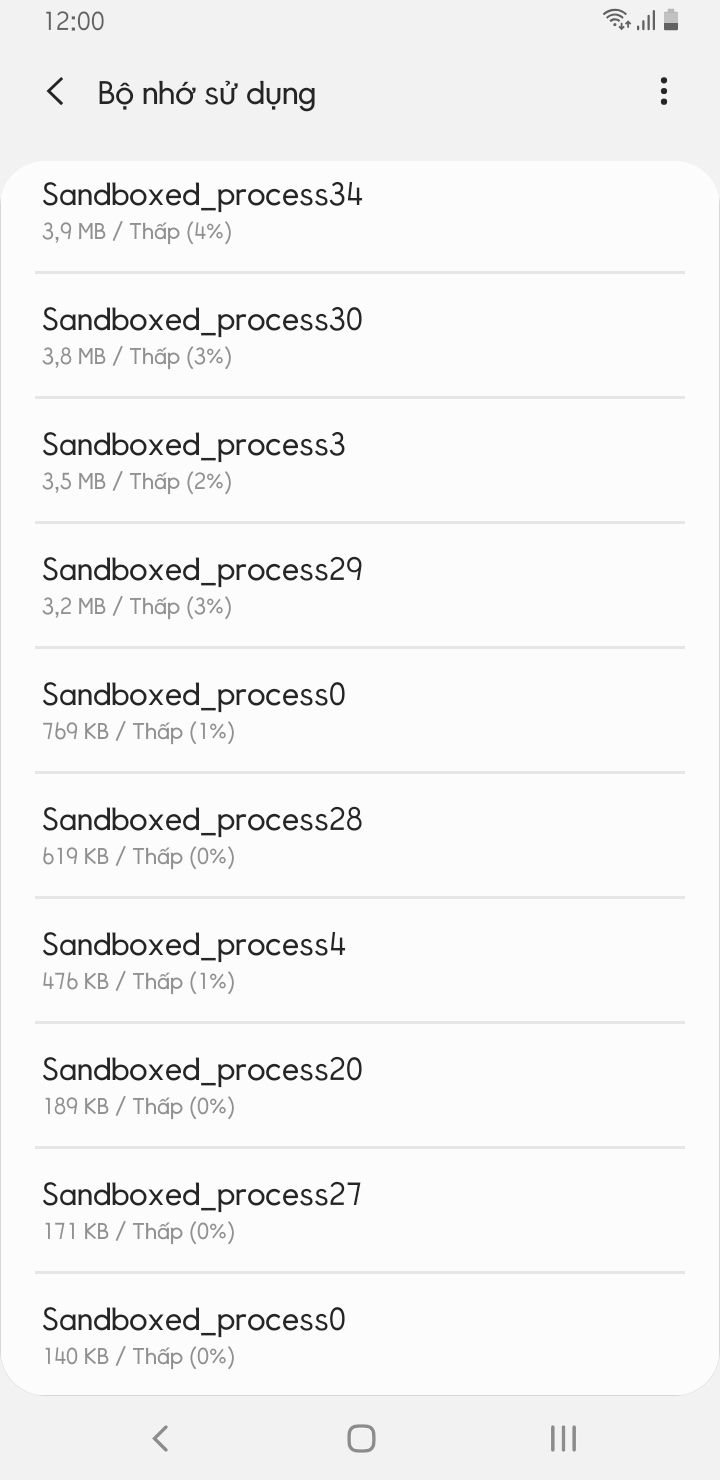 12:00
Bộ nhớ sử dụng
Sandboxed_process34
3,9 MB / Thấp (4%)
Sandboxed_process30
3,8 MB / Thấp (3%)
Sandboxed_process3
3,5 MB / Thấp (2%)
Sandboxed_process29
3,2 MB / Thấp (3%)
Sandboxed_process0
769 KB / Thấp (1%)
Sandboxed_process28
619 KB / Thấp (0%)
Sandboxed_process4
476 KB / Thấp (1%)
Sandboxed_process20
189 KB / Thấp (0%)
Sandboxed_process27
171 KB / Thấp (0%)
Sandboxed_process0
140 KB / Thấp (0%)